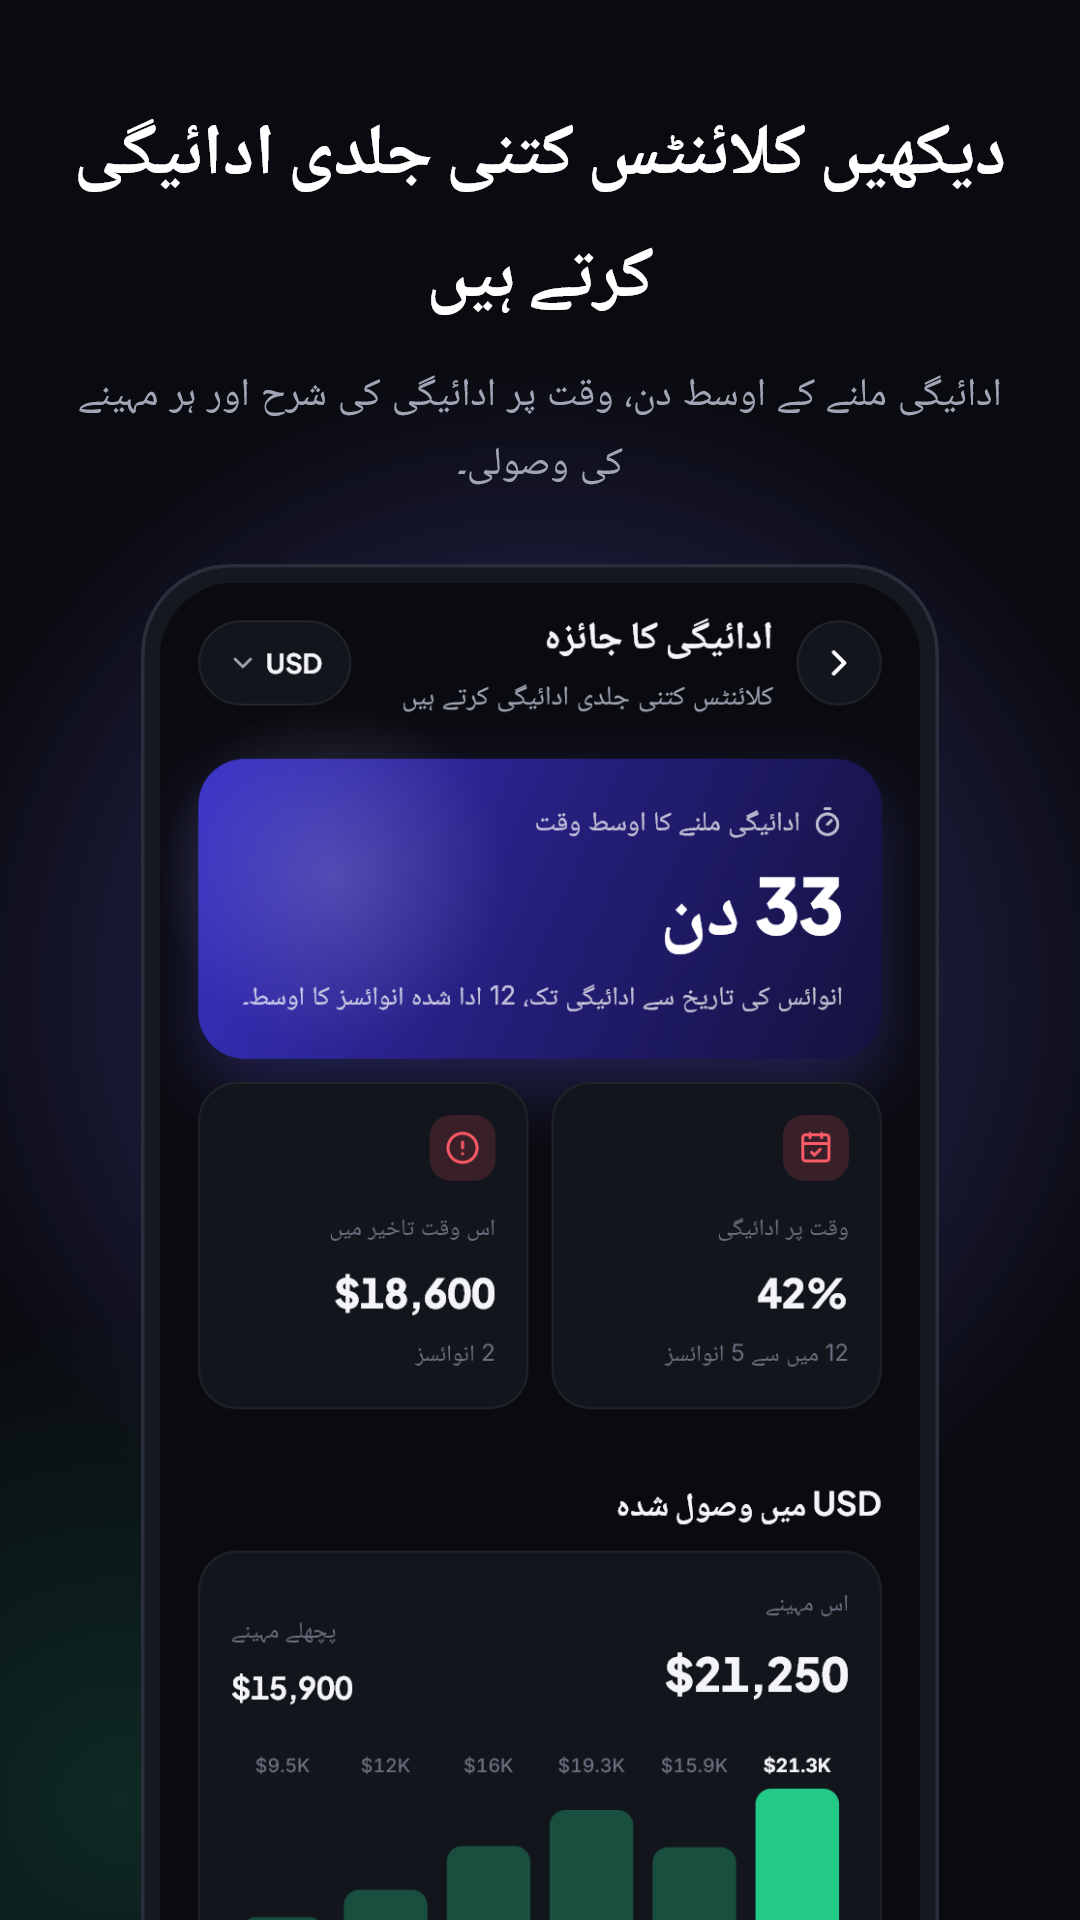 دیکھیں کلائنٹس کتنی جلدی ادائیگی
کرتے ہیں
ادائیگی ملنے کے اوسط دن، وقت پر ادائیگی کی شرح اور ہر مہینے
کی وصولی۔
ادائیگی کا جائزہ
کلائنٹس کتنی جلدی ادائیگی کرتے ہیں
USD
ادائیگی ملنے کا اوسط وقت
33 دن
انوائس کی تاریخ سے ادائیگی تک، 12 ادا شدہ انوائسز کا اوسط۔
وقت پر ادائیگی
42%
12 میں سے 5 انوائسز
اس وقت تاخیر میں
$18,600
2 انوائسز
USD میں وصول شدہ
اس مہینے
$21,250
پچھلے مہینے
$15,900
$9.5K $12K $16K $19.3K $15.9K $21.3K